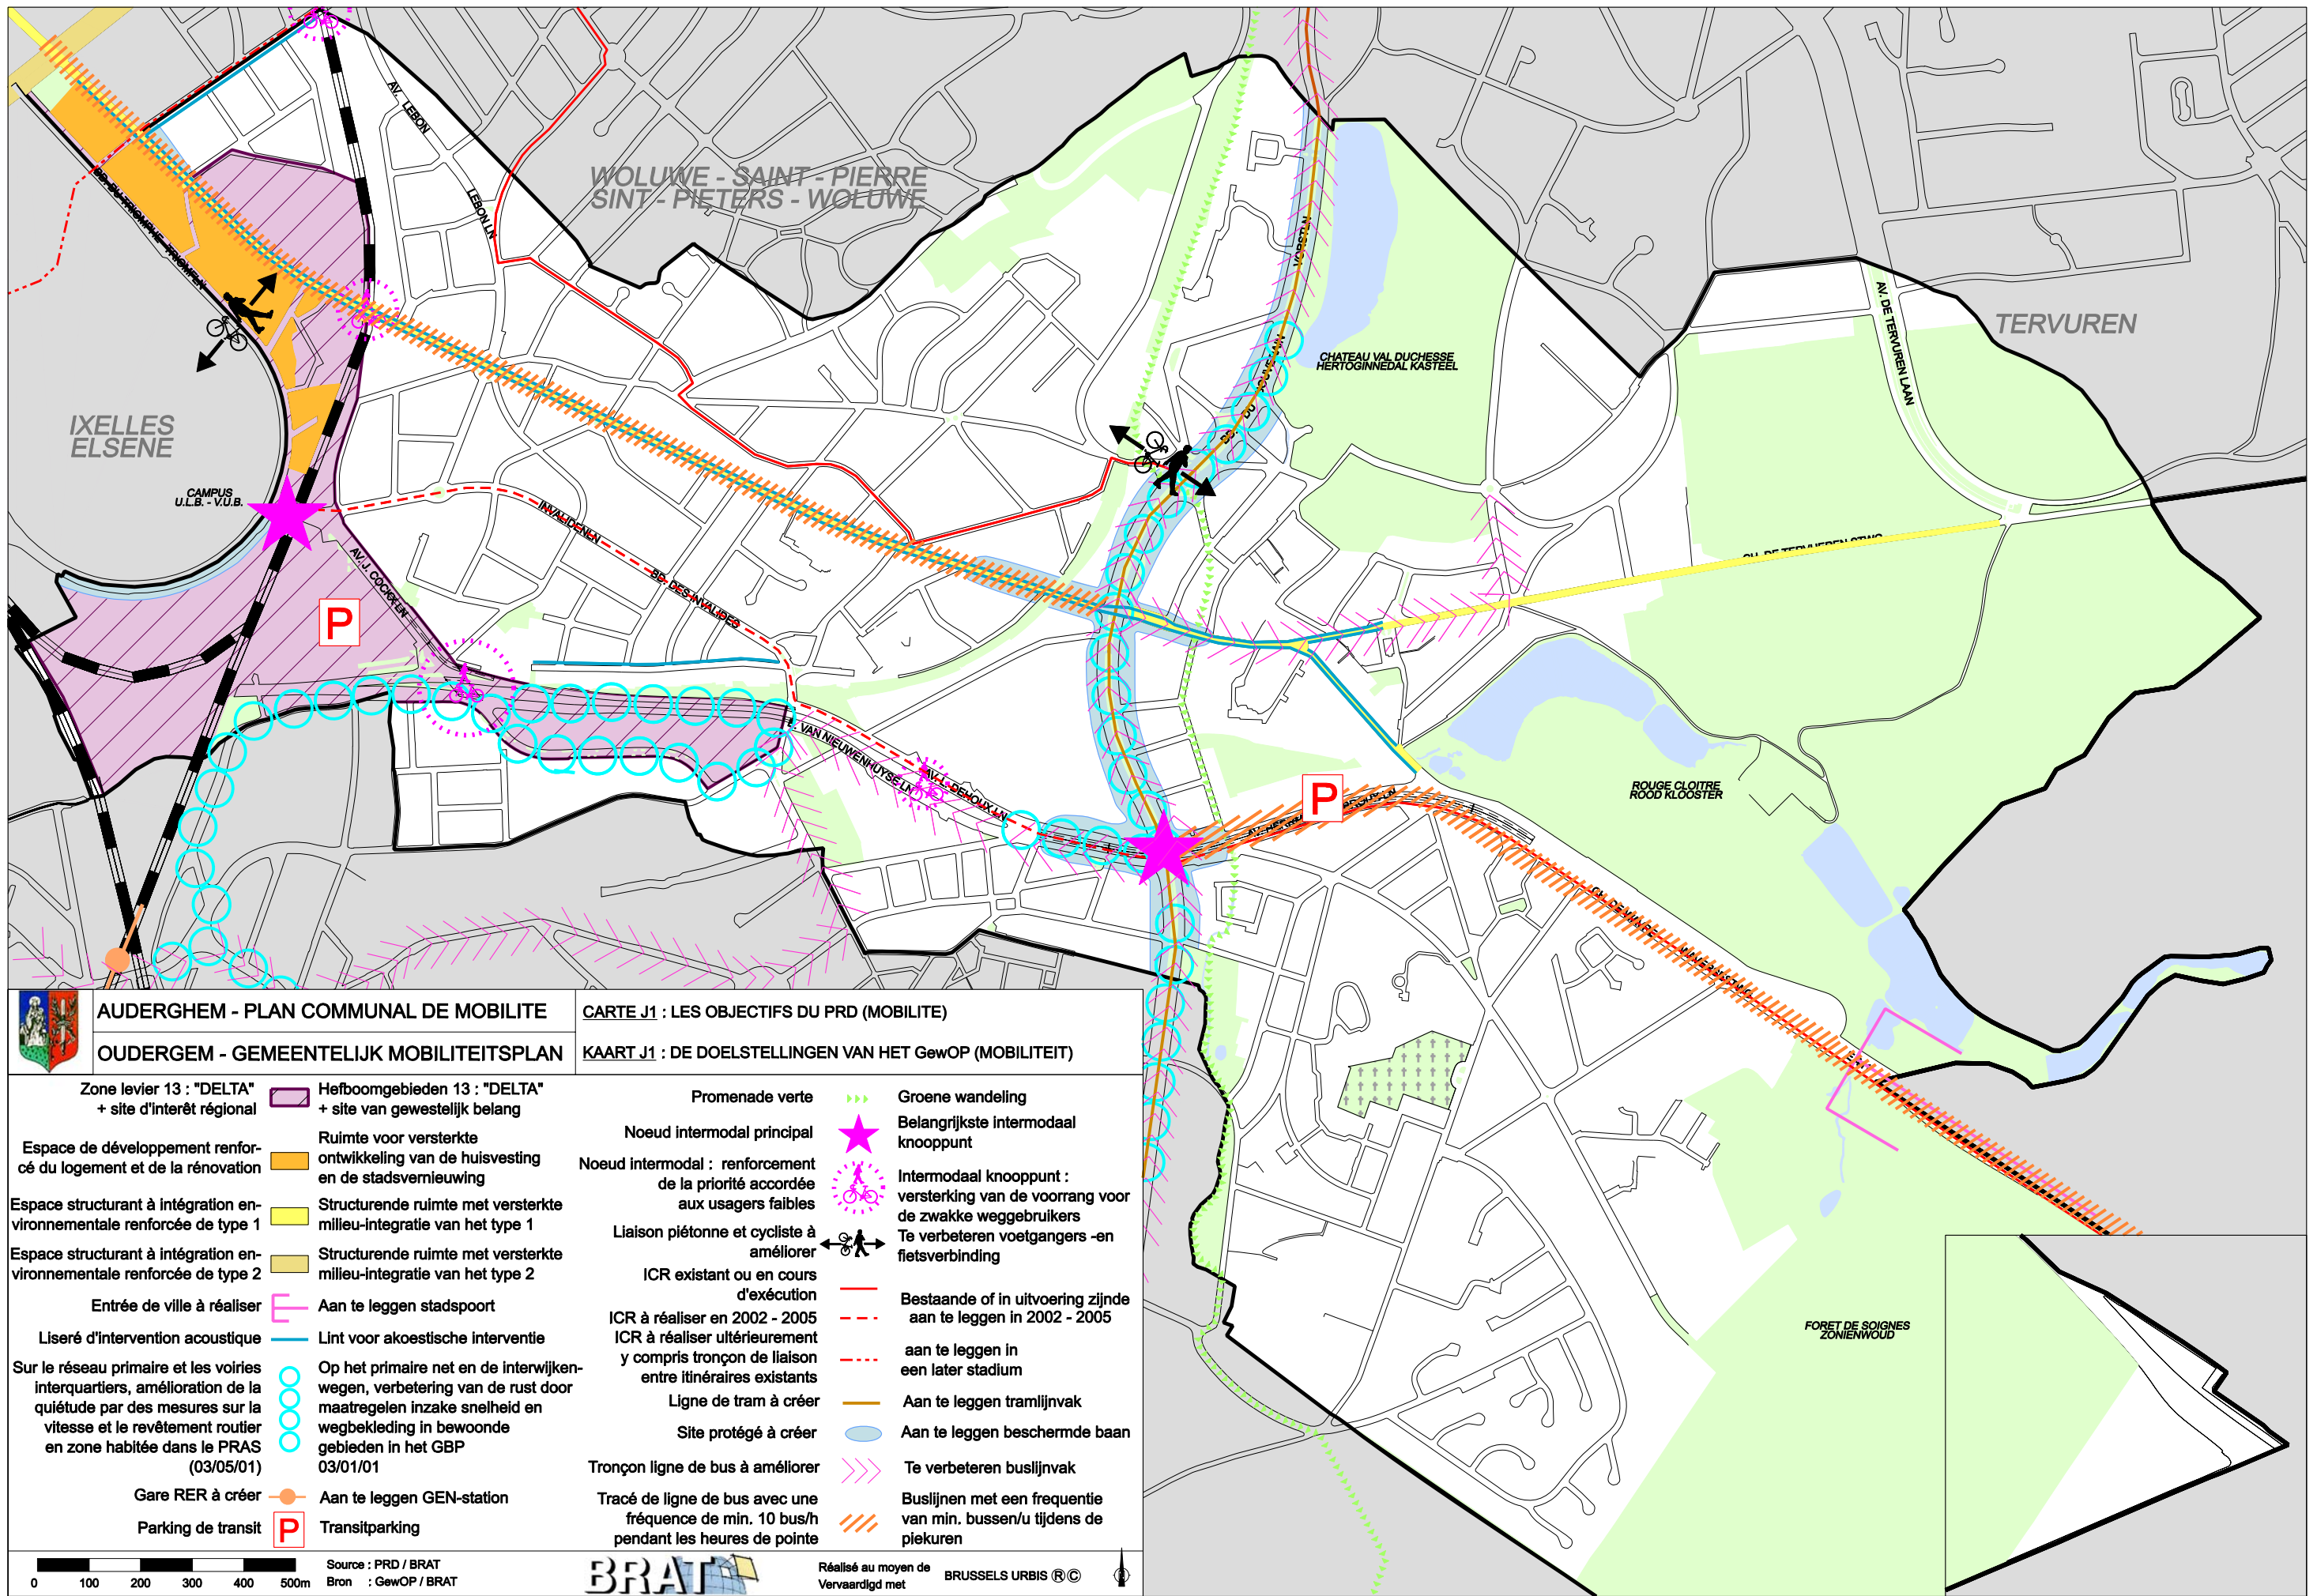 AV. LEBON
LEBON LN
WOLUWE - SAINT - PIERRE
SINT - PIETERS - WOLUWE
BD. DU TRIOMPHE TRIOMFLN
VORSTLN
BD. DU SOUVERAIN
CHATEAU VAL DUCHESSE
HERTOGINNEDAL KASTEEL
AV. DE TERVUREN LAAN
TERVUREN
IXELLES
ELSENE
CAMPUS
U.L.B. - V.U.B.
INVALIDENLN
BD. DES INVALIDES
AV. J. COCKX LN
CH. DE TERVUEREN STWG
P
VAN NIEUWENHUYSE LN
AV. L. DEHOUX LN
P
ROUGE CLOITRE
ROOD KLOOSTER
CH. DE WAVRE
FORET DE SOIGNES
ZONIENWOUD
AUDERGHEM - PLAN COMMUNAL DE MOBILITE
OUDERGEM - GEMEENTELIJK MOBILITEITSPLAN
CARTE J1 : LES OBJECTIFS DU PRD (MOBILITE)
KAART J1 : DE DOELSTELLINGEN VAN HET GewOP (MOBILITEIT)
Zone levier 13 : "DELTA"
+ site d'interêt régional
Hefboomgebieden 13 : "DELTA"
+ site van gewestelijk belang
Espace de développement renfor-
cé du logement et de la rénovation
Ruimte voor versterkte
ontwikkeling van de huisvesting
en de stadsvernieuwing
Espace structurant à intégration en-
vironnementale renforcée de type 1
Structurende ruimte met versterkte
milieu-integratie van het type 1
Espace structurant à intégration en-
vironnementale renforcée de type 2
Structurende ruimte met versterkte
milieu-integratie van het type 2
Entrée de ville à réaliser
Aan te leggen stadspoort
Liseré d'intervention acoustique
Lint voor akoestische interventie
Sur le réseau primaire et les voiries
interquartiers, amélioration de la
quiétude par des mesures sur la
vitesse et le revêtement routier
en zone habitée dans le PRAS
(03/05/01)
Op het primaire net en de interwijken-
wegen, verbetering van de rust door
maatregelen inzake snelheid en
wegbekleding in bewoonde
gebieden in het GBP
03/01/01
Gare RER à créer
Aan te leggen GEN-station
Parking de transit
P
Transitparking
Promenade verte
Groene wandeling
Noeud intermodal principal
Belangrijkste intermodaal
knooppunt
Noeud intermodal : renforcement
de la priorité accordée
aux usagers faibles
Intermodaal knooppunt :
versterking van de voorrang voor
de zwakke weggebruikers
Liaison piétonne et cycliste à
améliorer
Te verbeteren voetgangers -en
fietsverbinding
ICR existant ou en cours
d'exécution
Bestaande of in uitvoering zijnde
ICR à réaliser en 2002 - 2005
aan te leggen in 2002 - 2005
ICR à réaliser ultérieurement
y compris tronçon de liaison
entre itinéraires existants
aan te leggen in
een later stadium
Ligne de tram à créer
Aan te leggen tramlijnvak
Site protégé à créer
Aan te leggen beschermde baan
Tronçon ligne de bus à améliorer
Te verbeteren buslijnvak
Tracé de ligne de bus avec une
fréquence de min. 10 bus/h
pendant les heures de pointe
Buslijnen met een frequentie
van min. bussen/u tijdens de
piekuren
0 100 200 300 400 500m
Source : PRD / BRAT
Bron : GewOP / BRAT
BRAT
Réalisé au moyen de
Vervaardigd met
BRUSSELS URBIS ®©